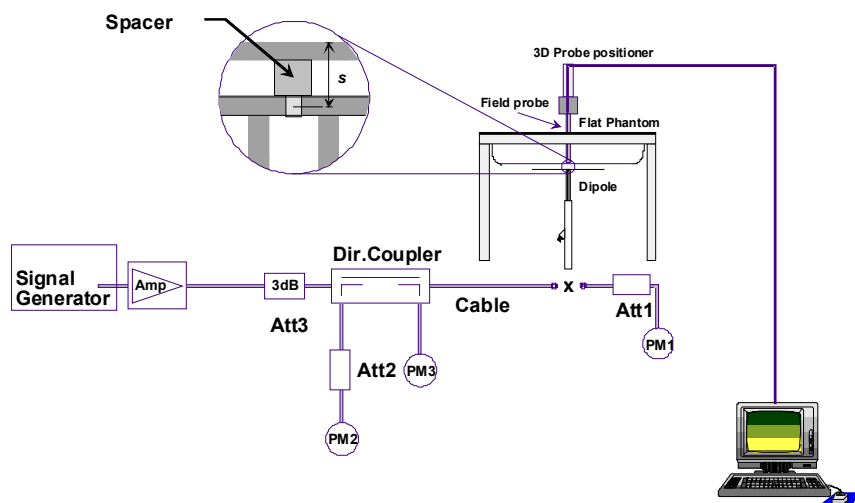 Spacer
s
3D Probe positioner
Field probe
Flat Phantom
Dipole
Signal
Generator
Amp
3dB
Att3
Dir.Coupler
Cable
x
Att1
PM1
Att2
PM3
PM2